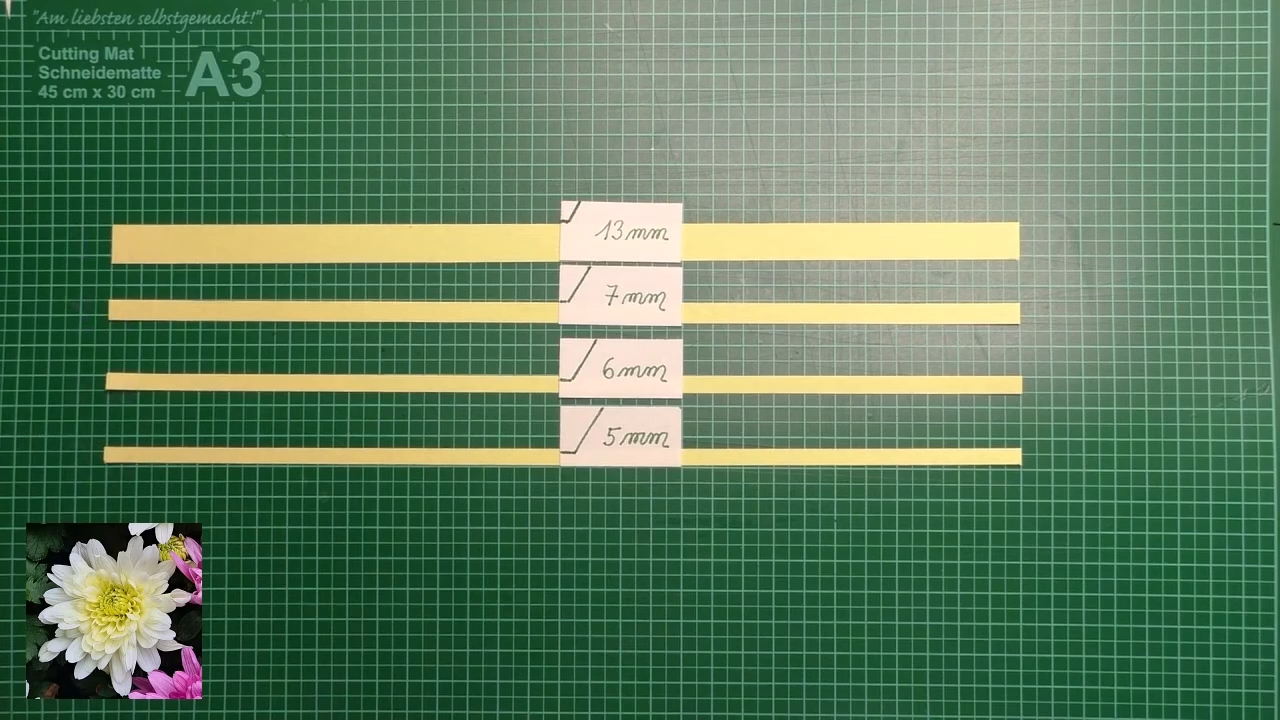 "Am liebsten selbstgemacht!"
Cutting Mat
Schneidematte
45 cm x 30 cm
A3
13mm
7mm
6mm
5mm